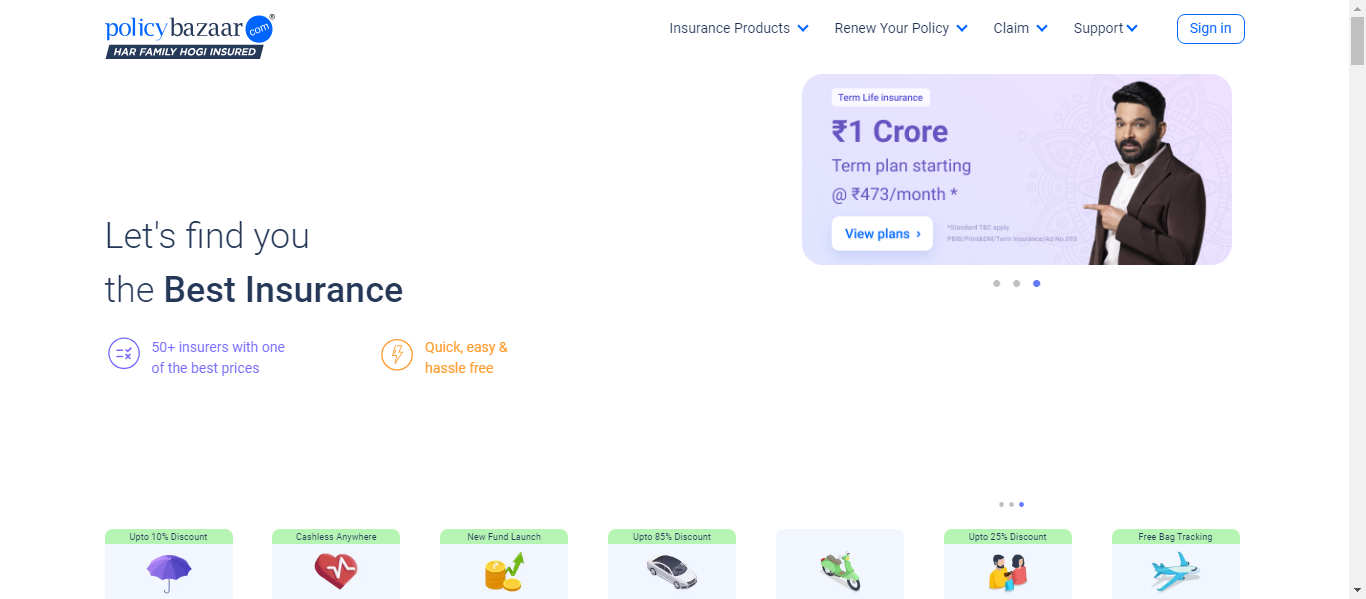 policybazaar.com®
HAR FAMILY HOGI INSURED
Insurance Products
Renew Your Policy
Claim
Support
Sign in
Term Life insurance
₹1 Crore
Term plan starting
@ ₹473/month *
View plans ›
*Standard T&C apply
PBIB/Print&DM/Term Insurance/Ad No.093
Let's find you
the Best Insurance
50+ insurers with one
of the best prices
Quick, easy &
hassle free
Upto 10% Discount
Cashless Anywhere
New Fund Launch
Upto 85% Discount
Upto 25% Discount
Free Bag Tracking